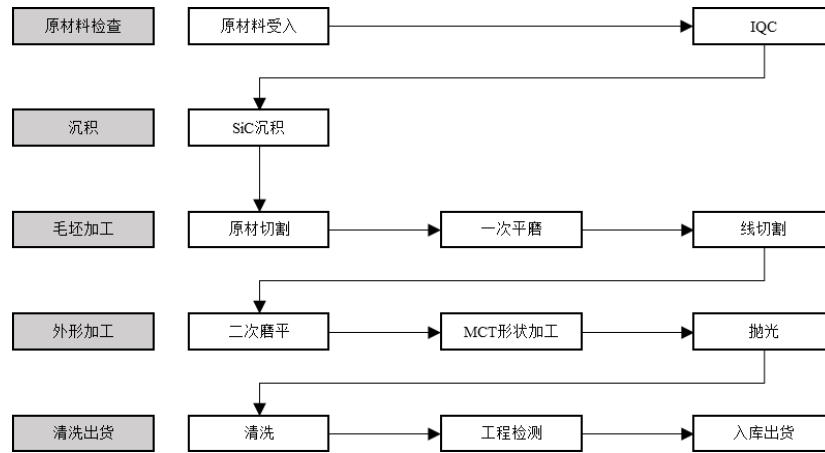 原材料检查
原材料受入
IQC
沉积
SiC沉积
毛坯加工
原材切割
一次平磨
线切割
外形加工
二次磨平
MCT形状加工
抛光
清洗出货
清洗
工程检测
入库出货